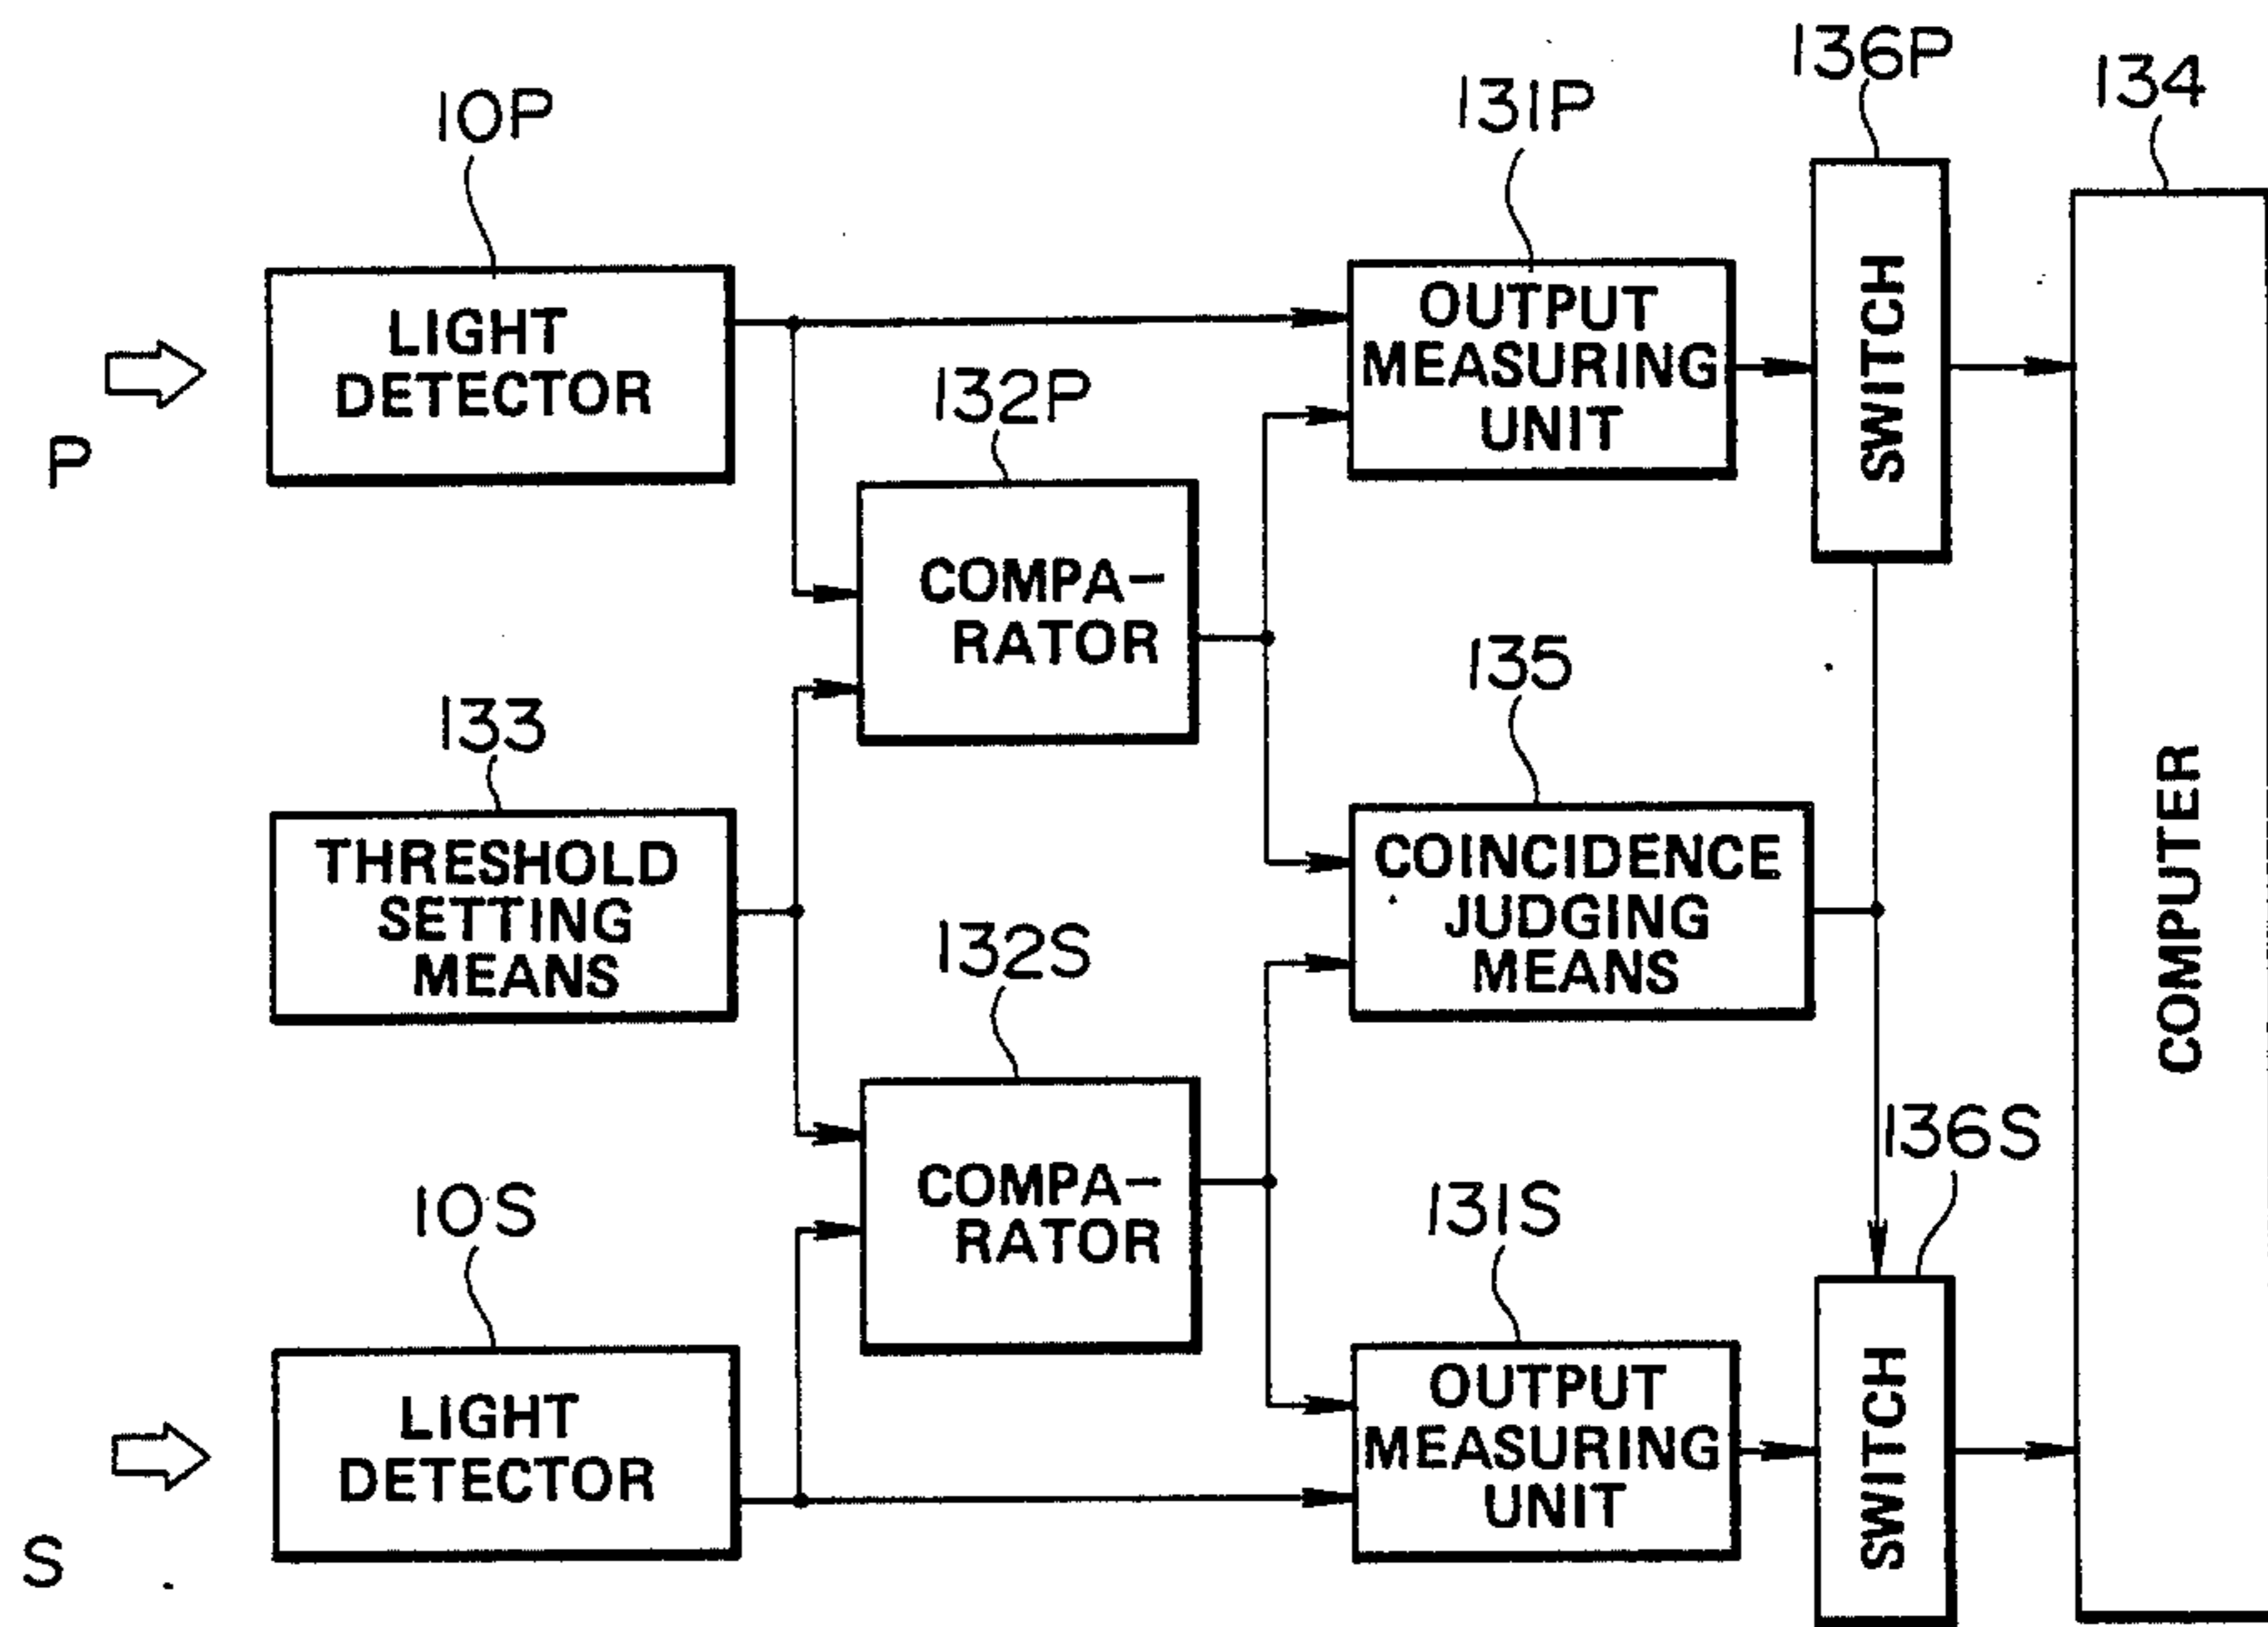 136P
134
131P
10P
LIGHT
DETECTOR
OUTPUT
MEASURING
UNIT
SWITCH
P
132P
COMPA-
RATOR
133
THRESHOLD
SETTING
MEANS
135
COINCIDENCE
JUDGING
MEANS
COMPUTER
132S
COMPA-
RATOR
136S
10S
LIGHT
DETECTOR
131S
OUTPUT
MEASURING
UNIT
SWITCH
S